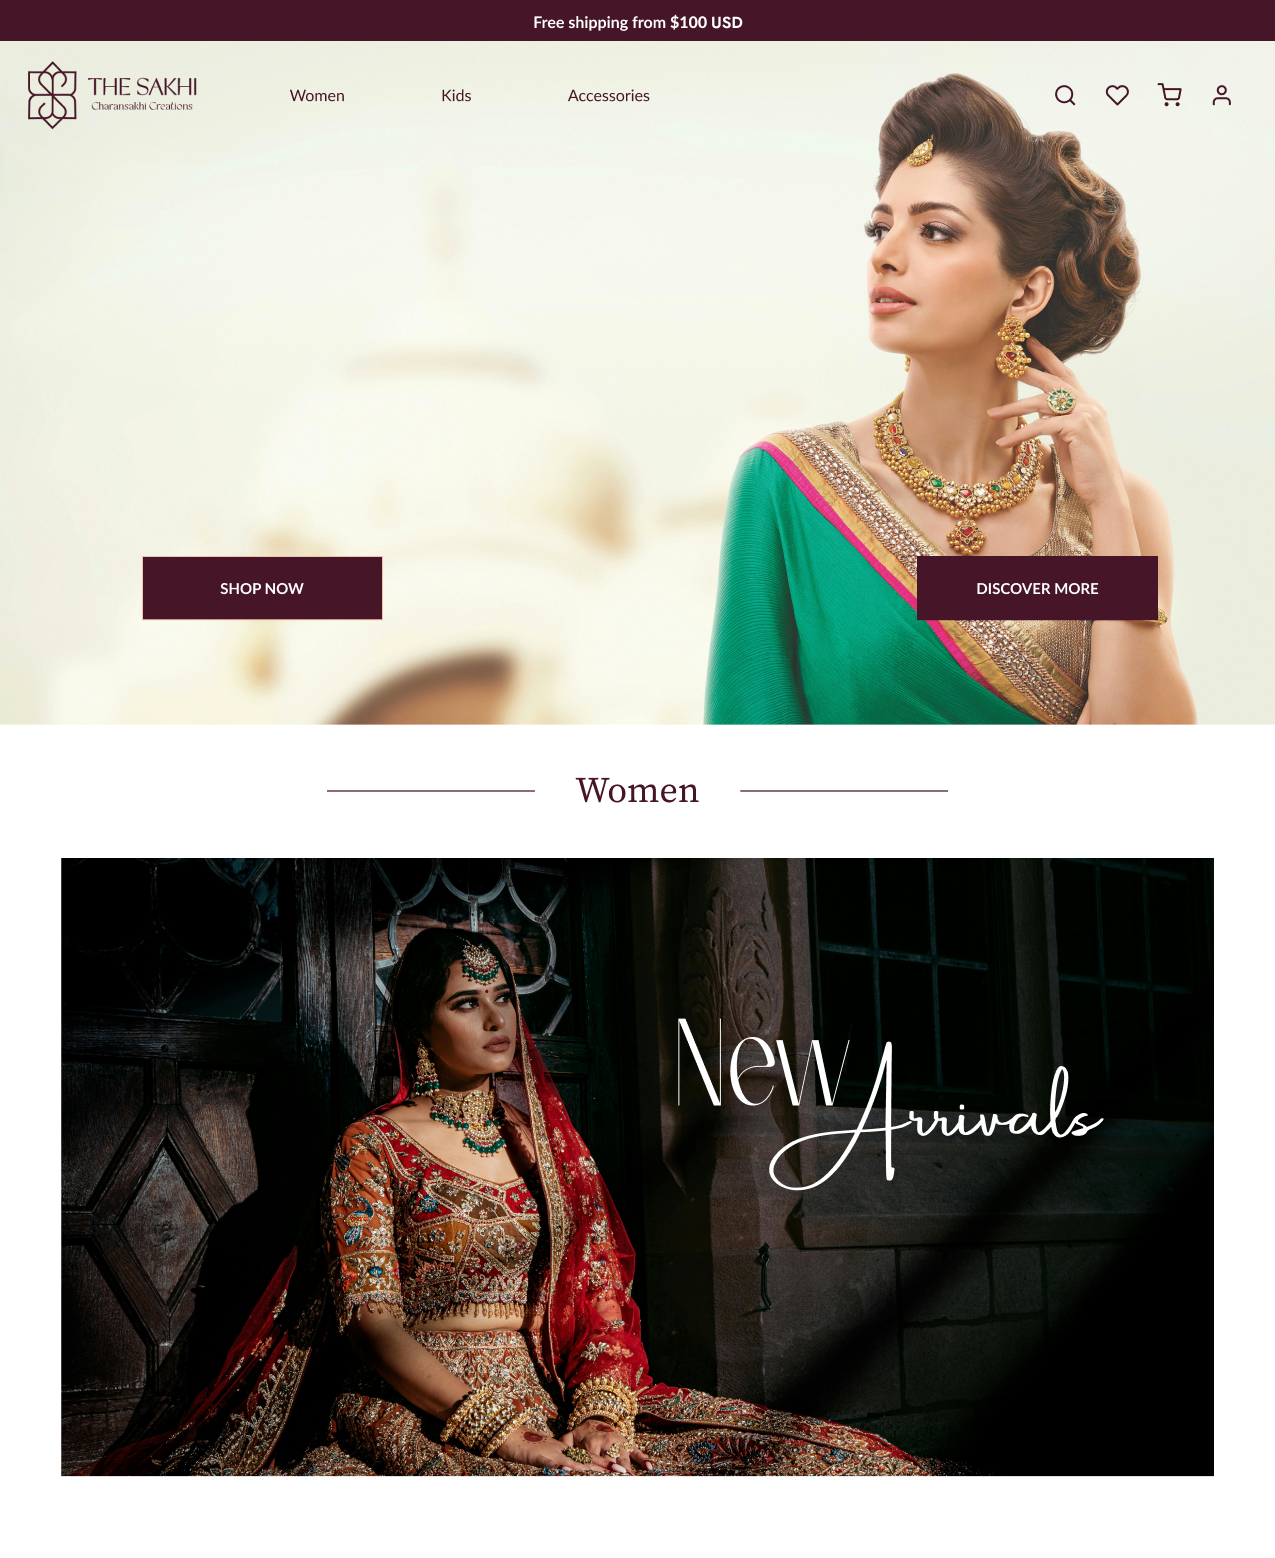 Free shipping from $100 USD
THE SAKHI
Charansakhi Creations
Women
Kids
Accessories
SHOP NOW
DISCOVER MORE
Women
New
Arrivals